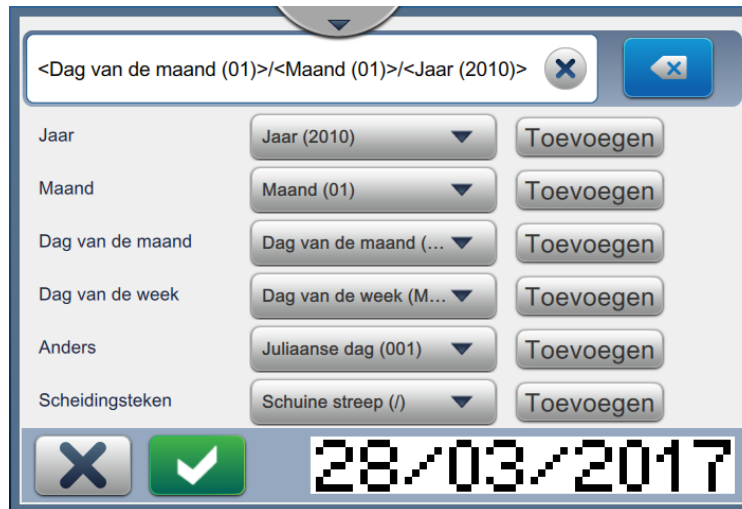 <Dag van de maand (01)>/<Maand (01)>/<Jaar (2010)>
Jaar Jaar (2010) Toevoegen
Maand Maand (01) Toevoegen
Dag van de maand Dag van de maand (... Toevoegen
Dag van de week Dag van de week (M... Toevoegen
Anders Juliaanse dag (001) Toevoegen
Scheidingsteken Schuine streep (/) Toevoegen
28/03/2017